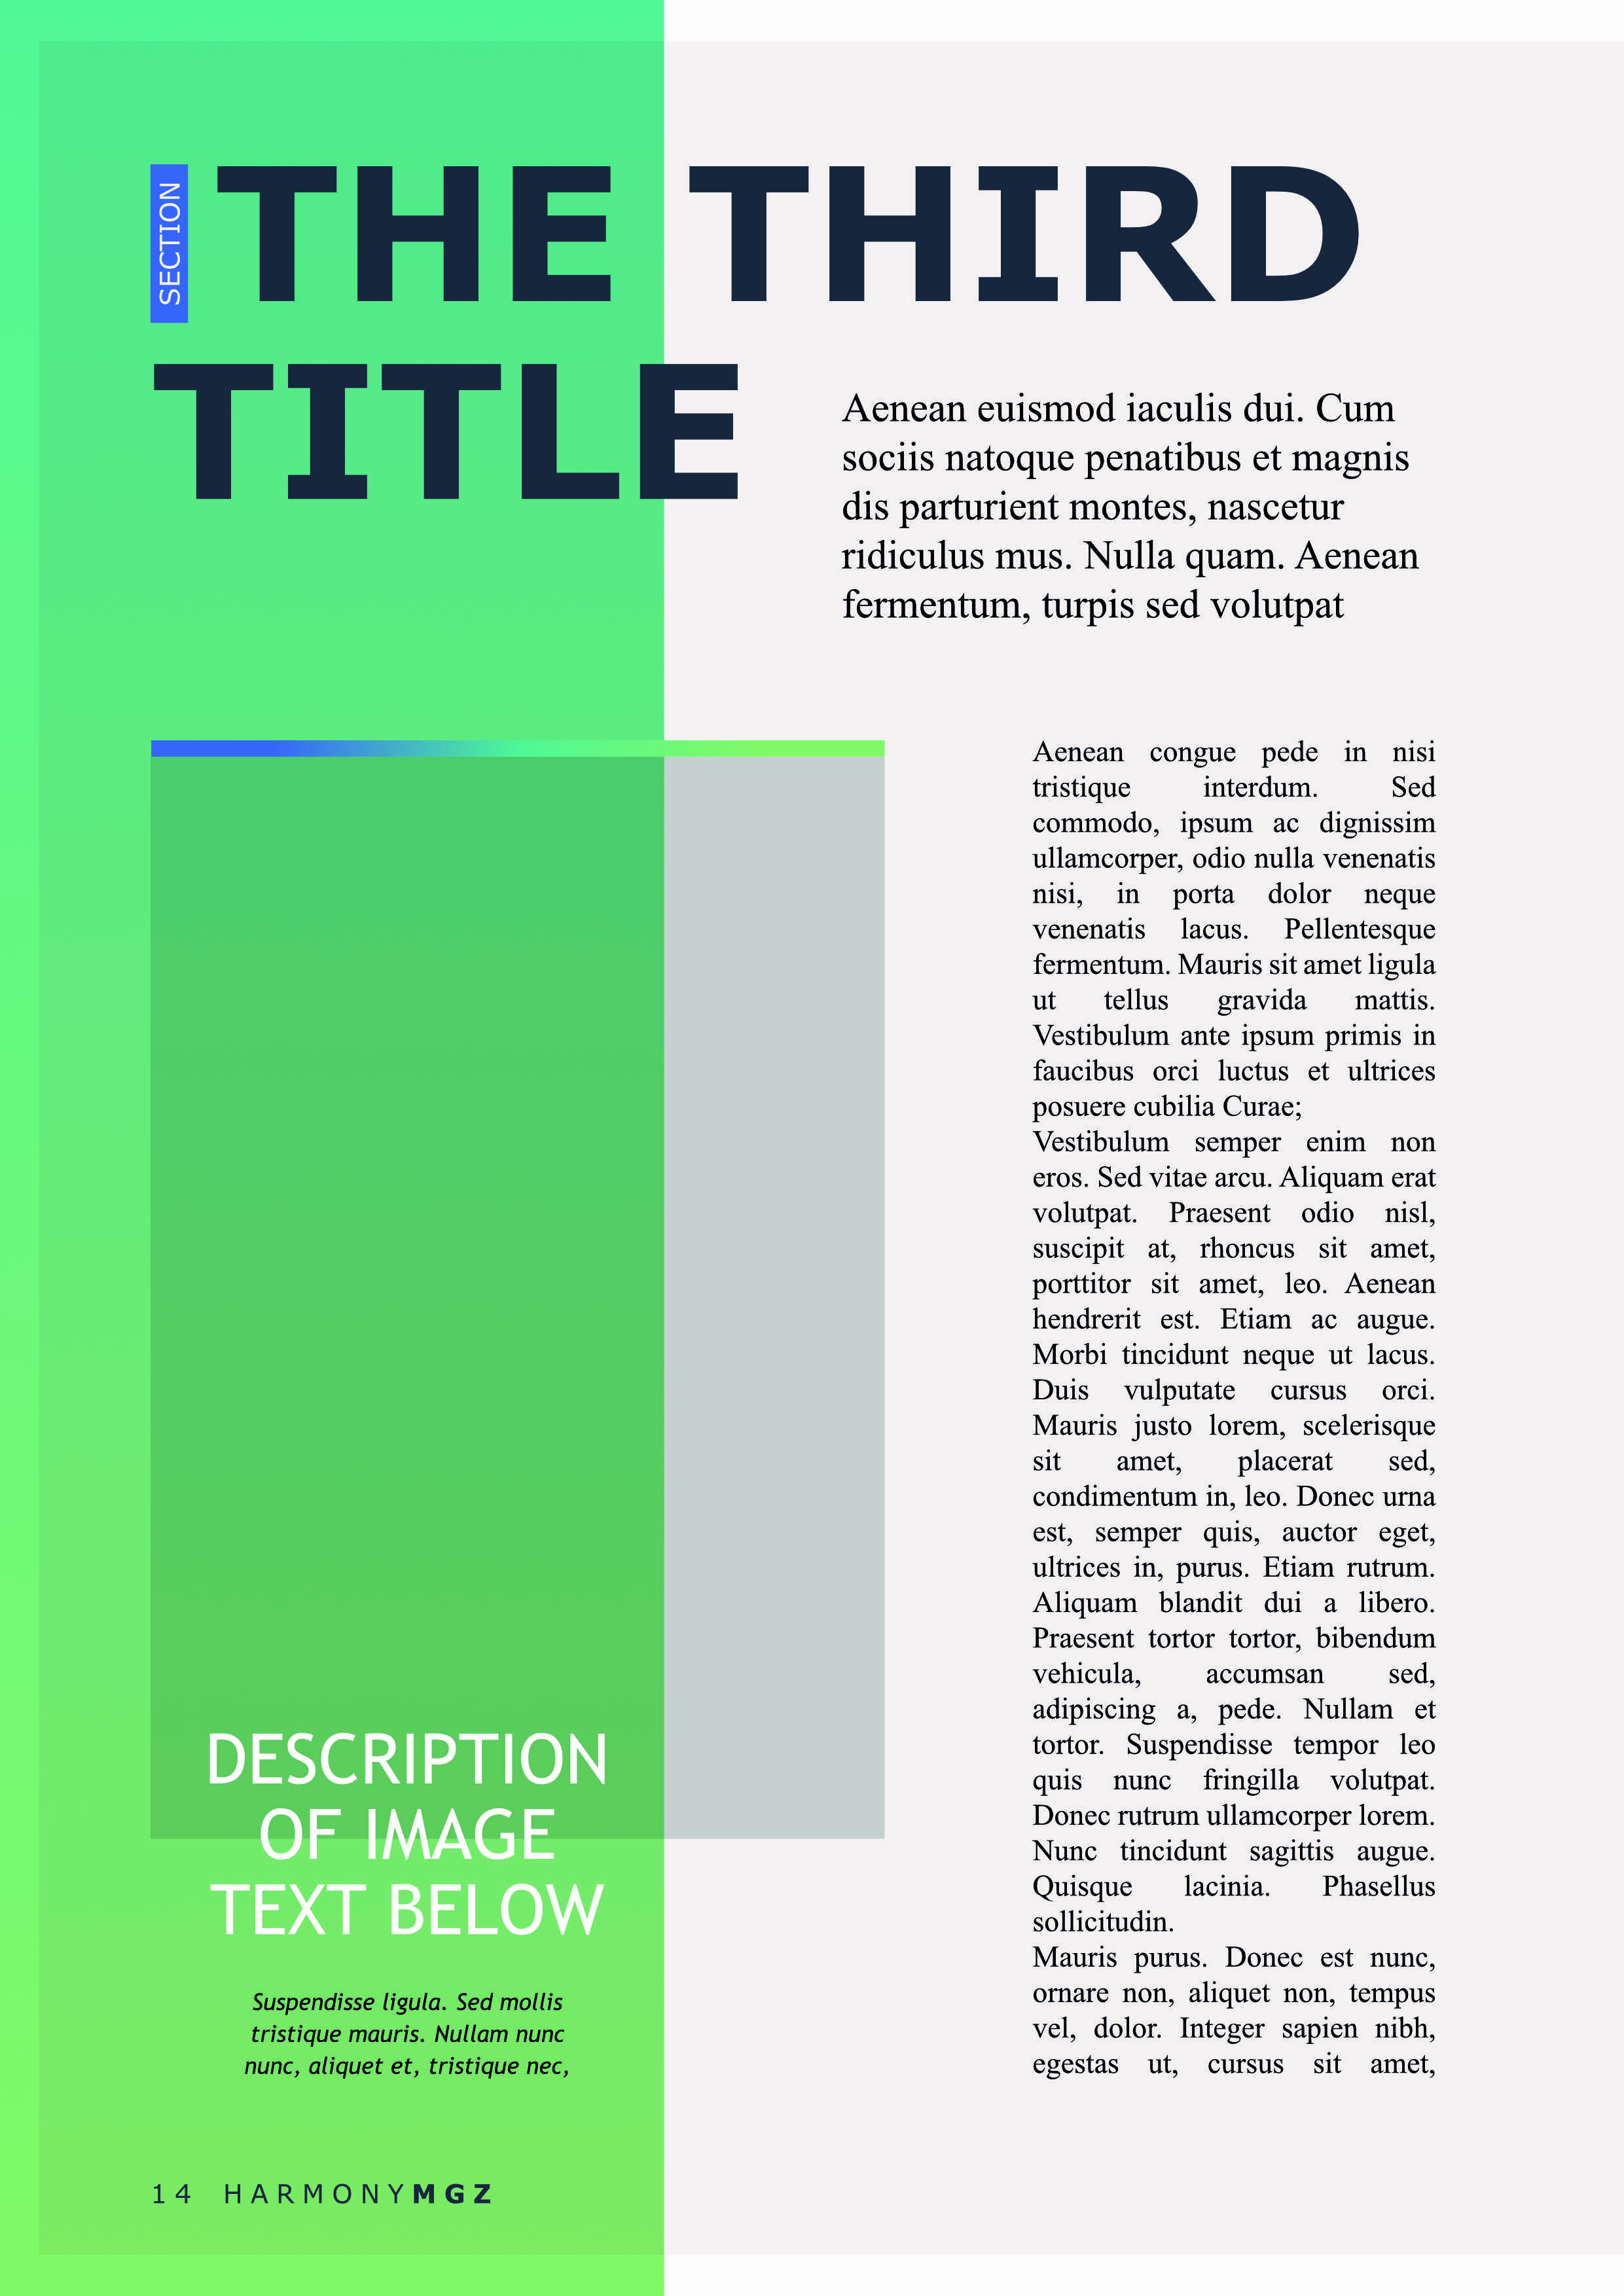 SECTION
THE THIRD
TITLE
Aenean euismod iaculis dui. Cum
sociis natoque penatibus et magnis
dis parturient montes, nascetur
ridiculus mus. Nulla quam. Aenean
fermentum, turpis sed volutpat
Aenean congue pede in nisi
tristique interdum. Sed
commodo, ipsum ac dignissim
ullamcorper, odio nulla venenatis
nisi, in porta dolor neque
venenatis lacus. Pellentesque
fermentum. Mauris sit amet ligula
ut tellus gravida mattis.
Vestibulum ante ipsum primis in
faucibus orci luctus et ultrices
posuere cubilia Curae;
Vestibulum semper enim non
eros. Sed vitae arcu. Aliquam erat
volutpat. Praesent odio nisl,
suscipit at, rhoncus sit amet,
porttitor sit amet, leo. Aenean
hendrerit est. Etiam ac augue.
Morbi tincidunt neque ut lacus.
Duis vulputate cursus orci.
Mauris justo lorem, scelerisque
sit amet, placerat sed,
condimentum in, leo. Donec urna
est, semper quis, auctor eget,
ultrices in, purus. Etiam rutrum.
Aliquam blandit dui a libero.
Praesent tortor tortor, bibendum
vehicula, accumsan sed,
adipiscing a, pede. Nullam et
tortor. Suspendisse tempor leo
quis nunc fringilla volutpat.
Donec rutrum ullamcorper lorem.
Nunc tincidunt sagittis augue.
Quisque lacinia. Phasellus
sollicitudin.
Mauris purus. Donec est nunc,
ornare non, aliquet non, tempus
vel, dolor. Integer sapien nibh,
egestas ut, cursus sit amet,
DESCRIPTION
OF IMAGE
TEXT BELOW
Suspendisse ligula. Sed mollis
tristique mauris. Nullam nunc
nunc, aliquet et, tristique nec,
14 HARMONYMGZ